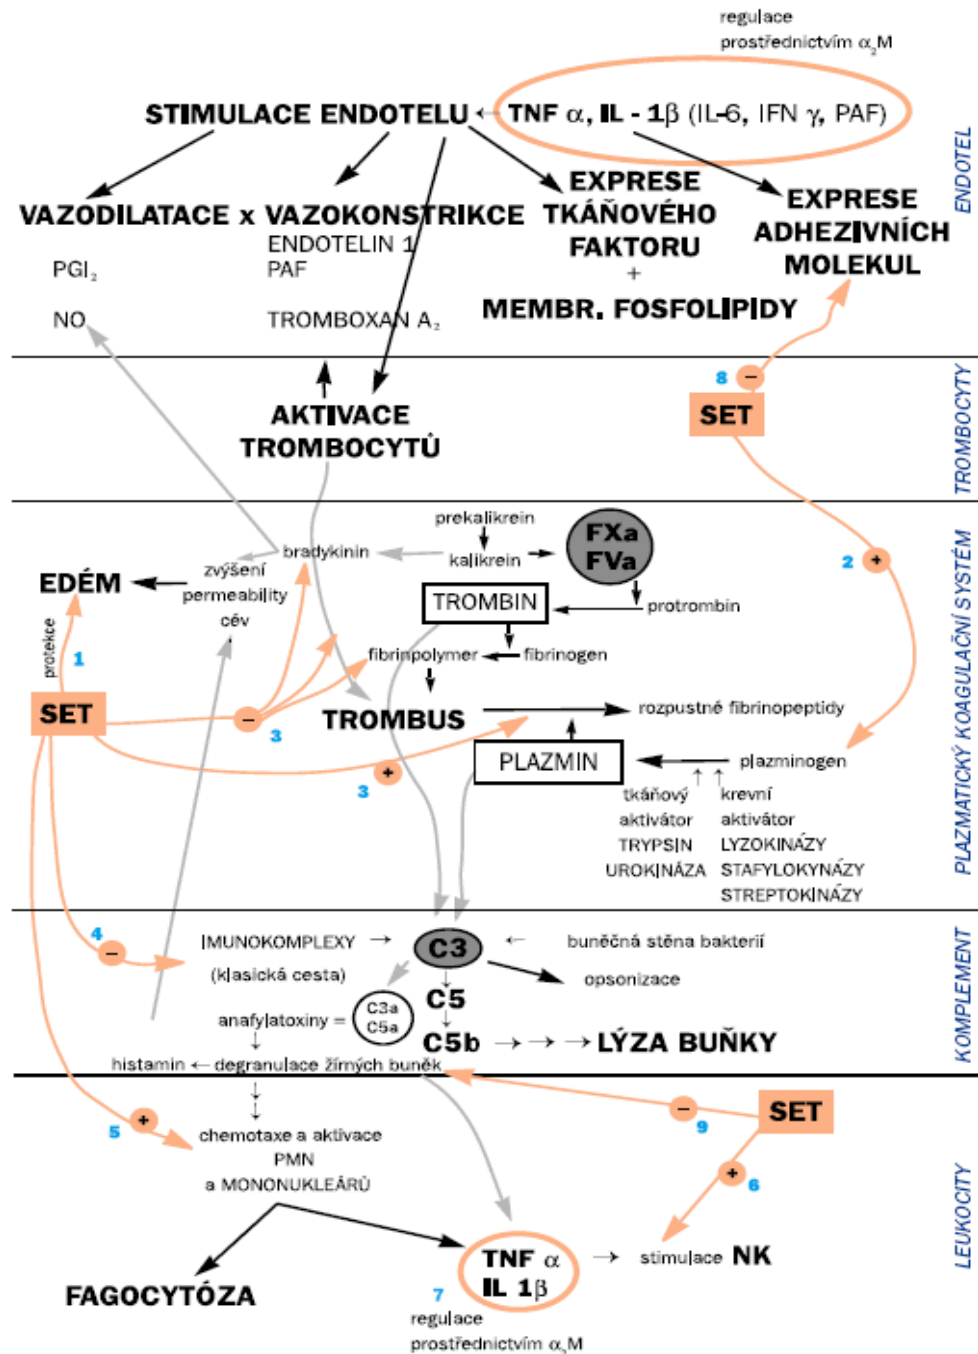 regulace
prostřednictvím α₂M
STIMULACE ENDOTELU
TNF α, IL - 1β (IL-6, IFN γ, PAF)
ENDOTEL
VAZODILATACE x VAZOKONSTRIKCE
ENDOTELIN 1
PGI₂
PAF
NO
TROMBOXAN A₂
EXPRESE
TKÁŇOVÉHO
FAKTORU
+
MEMBR. FOSFOLIPIDY
EXPRESE
ADHEZIVNÍCH
MOLEKUL
8 −
SET
AKTIVACE
TROMBOCYTŮ
TROMBOCYTY
prekalikrein
bradykinin
kalikrein
FXa
FVa
2 +
EDÉM
zvýšení
permeability
cév
TROMBIN
protrombin
protekce
1
fibrinpolymer
fibrinogen
SET
− 3
TROMBUS
rozpustné fibrinopeptidy
3 +
PLAZMIN
plazminogen
tkáňový
aktivátor
TRYPSIN
UROKINÁZA
krevní
aktivátor
LYZOKINÁZY
STAFYLOKYNÁZY
STREPTOKINÁZY
PLAZMATICKÝ KOAGULAČNÍ SYSTÉM
4 −
IMUNOKOMPLEXY
(klasická cesta)
C3
buněčná stěna bakterií
opsonizace
C3a
C5a
C5
anafylatoxiny =
C5b
LÝZA BUŇKY
histamin
degranulace žírných buněk
KOMPLEMENT
− 9
SET
5 +
chemotaxe a aktivace
PMN
a MONONUKLEÁRŮ
+ 6
TNF α
IL 1β
stimulace NK
FAGOCYTÓZA
7
regulace
prostřednictvím α₂M
LEUKOCITY